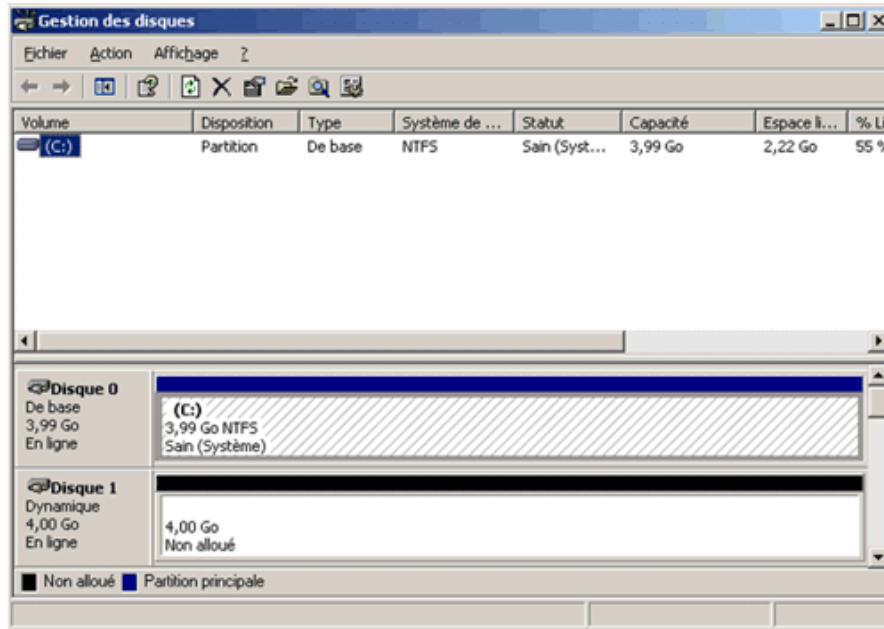 Gestion des disques
Fichier Action Affichage ?
Volume Disposition Type Système de ... Statut Capacité Espace li... % Li
(C:) Partition De base NTFS Sain (Syst... 3,99 Go 2,22 Go 55 %
Disque 0
De base
3,99 Go
En ligne
(C:)
3,99 Go NTFS
Sain (Système)
Disque 1
Dynamique
4,00 Go
En ligne
4,00 Go
Non alloué
Non alloué Partition principale